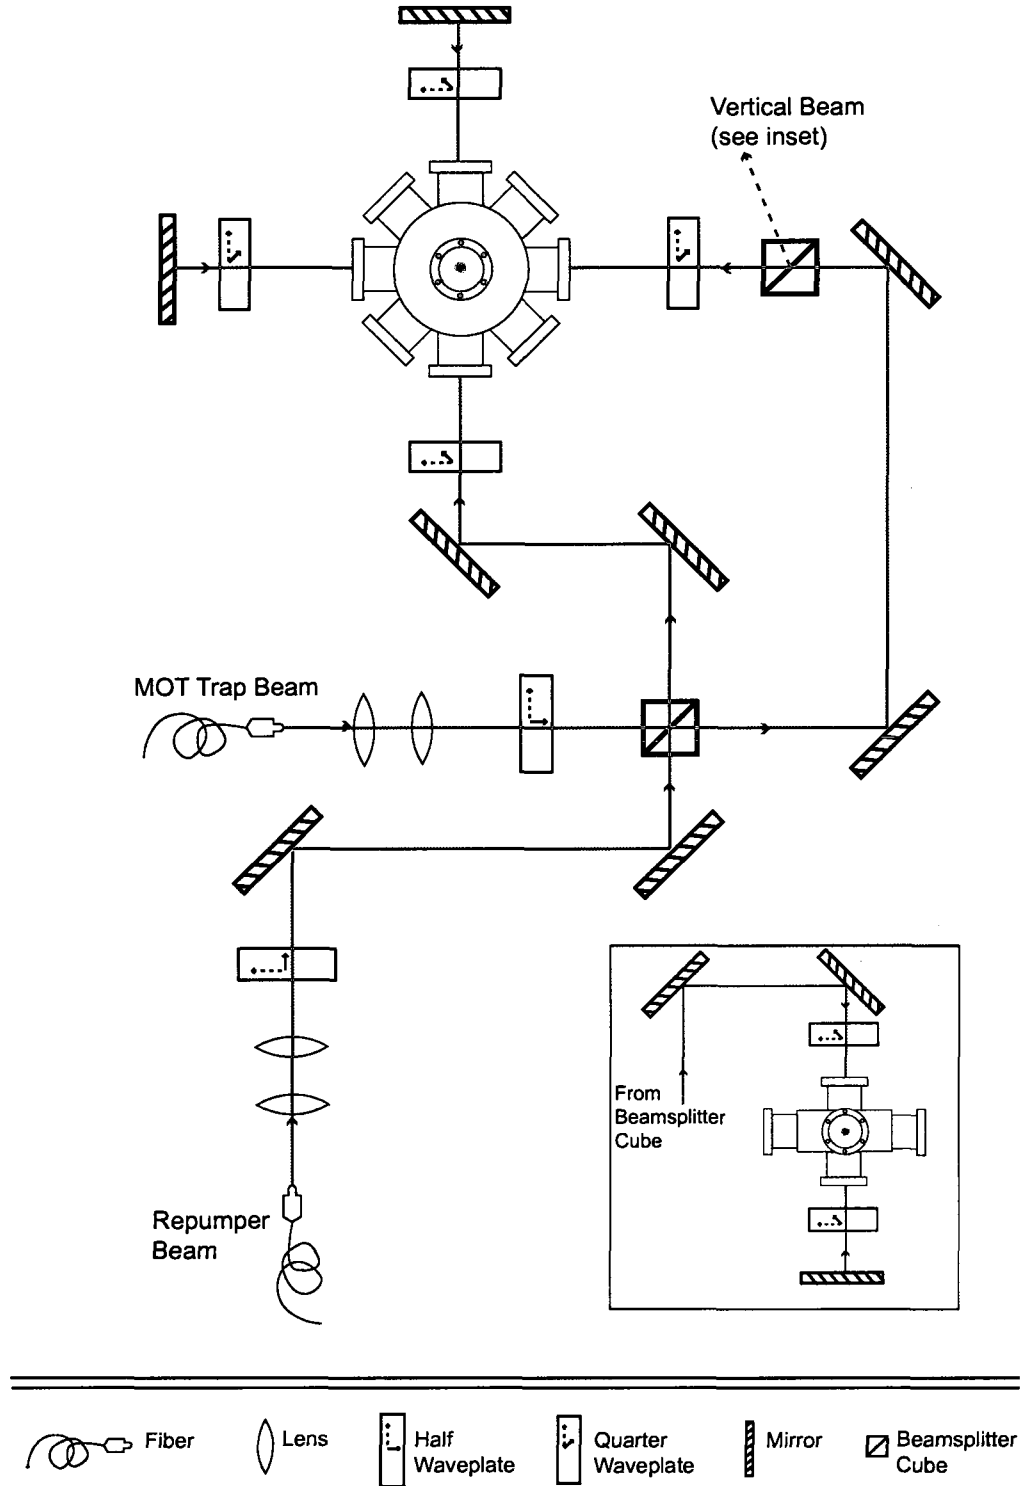 Vertical Beam
(see inset)
MOT Trap Beam
From
Beamsplitter
Cube
Repumper
Beam
Fiber
Lens
Half
Waveplate
Quarter
Waveplate
Mirror
Beamsplitter
Cube